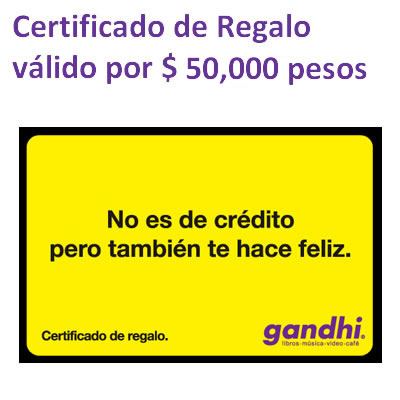 Certificado de Regalo
válido por $ 50,000 pesos
No es de crédito
pero también te hace feliz.
Certificado de regalo.
gandhi®
libros·música·video·café